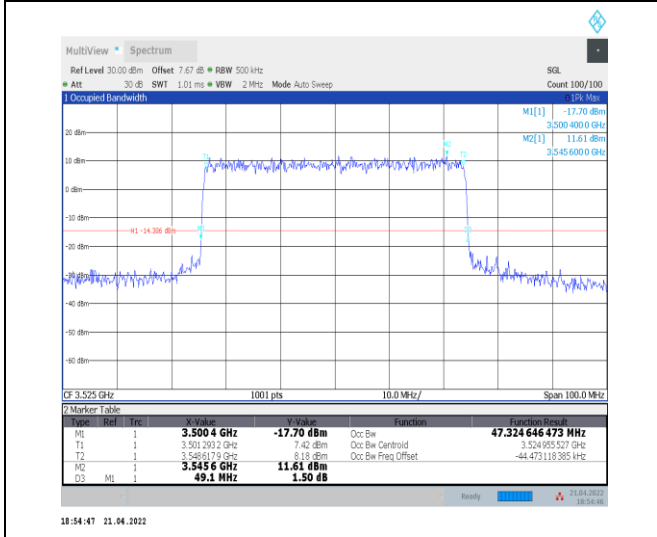 MultiView Spectrum
Ref Level 30.00 dBm Offset 7.67 dB RBW 500 kHz SGL
Att 30 dB SWT 1.01 ms VBW 2 MHz Mode Auto Sweep Count 100/100
1 Occupied Bandwidth 1Pk Max
M1[1] -17.70 dBm
3.500 400 0 GHz
M2[1] 11.61 dBm
3.545 600 0 GHz
20 dBm
10 dBm
0 dBm
-10 dBm
H1 -14.386 dBm
-20 dBm
-30 dBm
-40 dBm
-50 dBm
-60 dBm
CF 3.525 GHz 1001 pts 10.0 MHz/ Span 100.0 MHz
2 Marker Table
Type Ref Trc X-Value Y-Value Function Function Result
M1 1 3.500 4 GHz -17.70 dBm Occ Bw 47.324 646 473 MHz
T1 1 3.501 293 2 GHz 7.42 dBm Occ Bw Centroid 3.524 955 527 GHz
T2 1 3.548 617 9 GHz 8.18 dBm Occ Bw Freq Offset -44.473 118 385 kHz
M2 1 3.545 6 GHz 11.61 dBm
D3 M1 1 49.1 MHz 1.50 dB
Ready 21.04.2022
18:54:46
18:54:47 21.04.2022